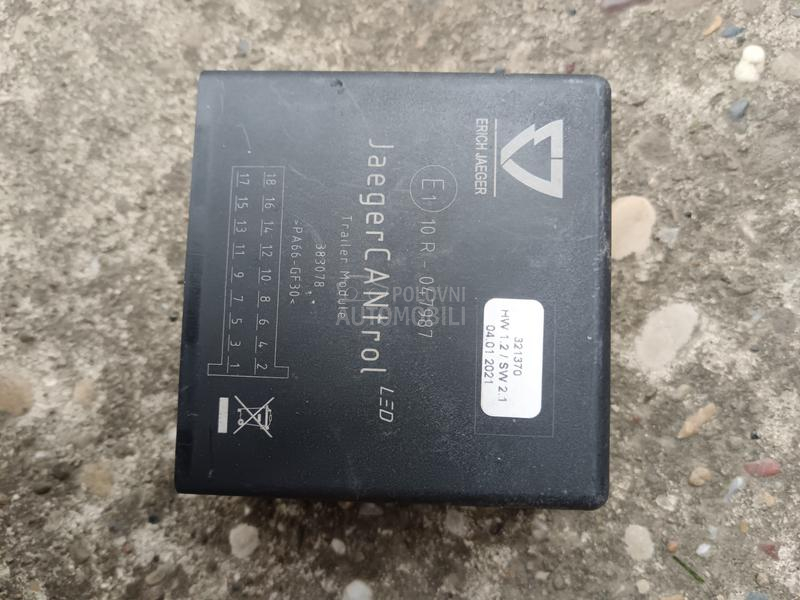 ERICH JAEGER
E1 10 R - 047987
JaegerCANtrol LED
Trailer Module
383078
>PA66-GF30<
18 16 14 12 10 8 6 4 2
17 15 13 11 9 7 5 3 1
321370
HW 1.2 / SW 2.1
04.01 2021
POLOVNI
AUTOMOBILI